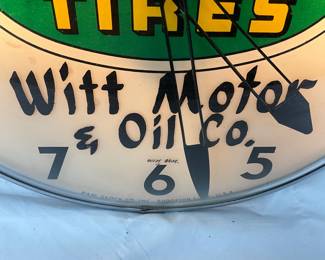 TIRES
Witt Motor
& Oil Co.
7 6 5